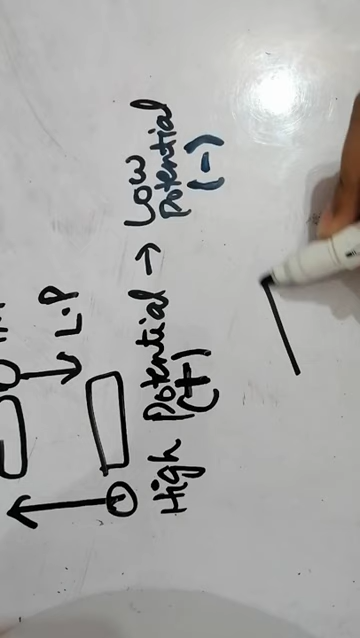 L.P
High Potential → Low Potential
(+)
(-)